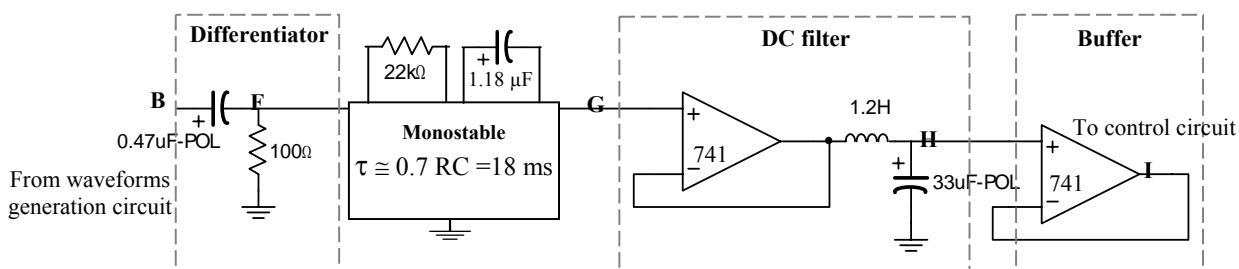 Differentiator
DC filter
Buffer
22kΩ
+
1.18 µF
B
F
G
+
0.47uF-POL
100Ω
Monostable
τ ≅ 0.7 RC =18 ms
From waveforms
generation circuit
+
−
741
1.2H
H
+
33uF-POL
To control circuit
+
−
741
I